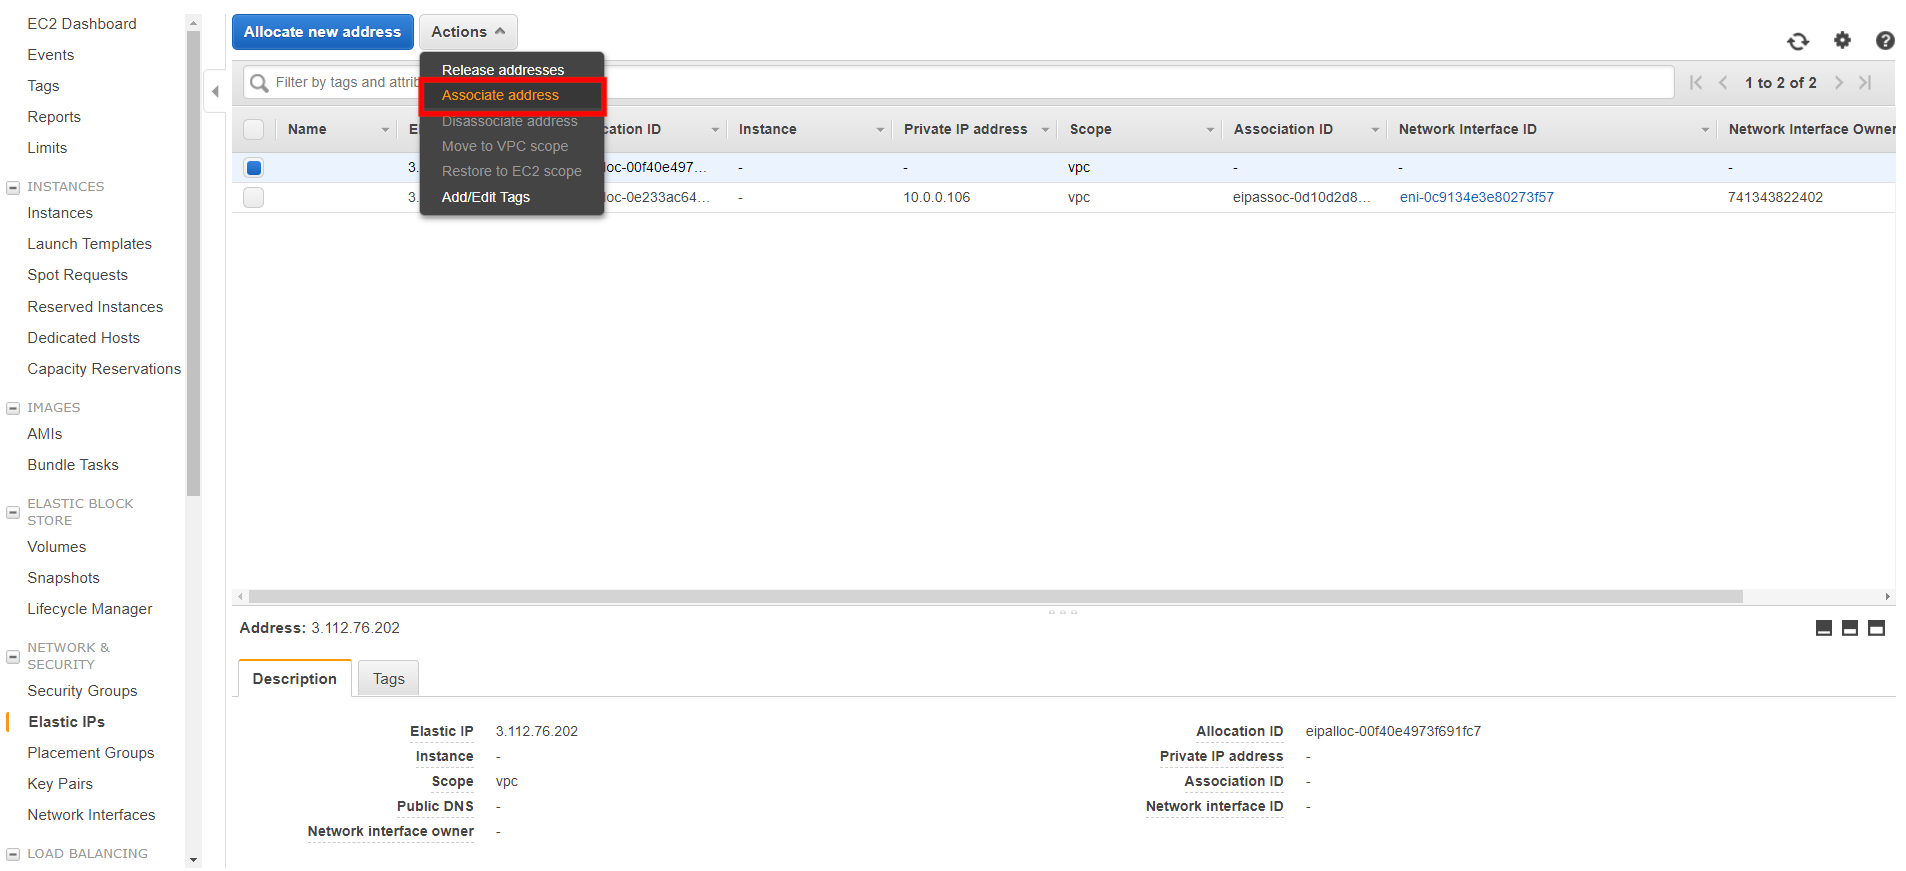 EC2 Dashboard
Events
Tags
Reports
Limits
INSTANCES
Instances
Launch Templates
Spot Requests
Reserved Instances
Dedicated Hosts
Capacity Reservations
IMAGES
AMIs
Bundle Tasks
ELASTIC BLOCK
STORE
Volumes
Snapshots
Lifecycle Manager
NETWORK &
SECURITY
Security Groups
Elastic IPs
Placement Groups
Key Pairs
Network Interfaces
LOAD BALANCING
Allocate new address Actions
Release addresses
Associate address
Disassociate address
Move to VPC scope
Restore to EC2 scope
Add/Edit Tags
Filter by tags and attrib 1 to 2 of 2
Name E cation ID Instance Private IP address Scope Association ID Network Interface ID Network Interface Owner
3. loc-00f40e497... - - vpc - - -
3. loc-0e233ac64... - 10.0.0.106 vpc eipassoc-0d10d2d8... eni-0c9134e3e80273f57 741343822402
Address: 3.112.76.202
Description Tags
Elastic IP 3.112.76.202 Allocation ID eipalloc-00f40e4973f691fc7
Instance - Private IP address -
Scope vpc Association ID -
Public DNS - Network interface ID -
Network interface owner -